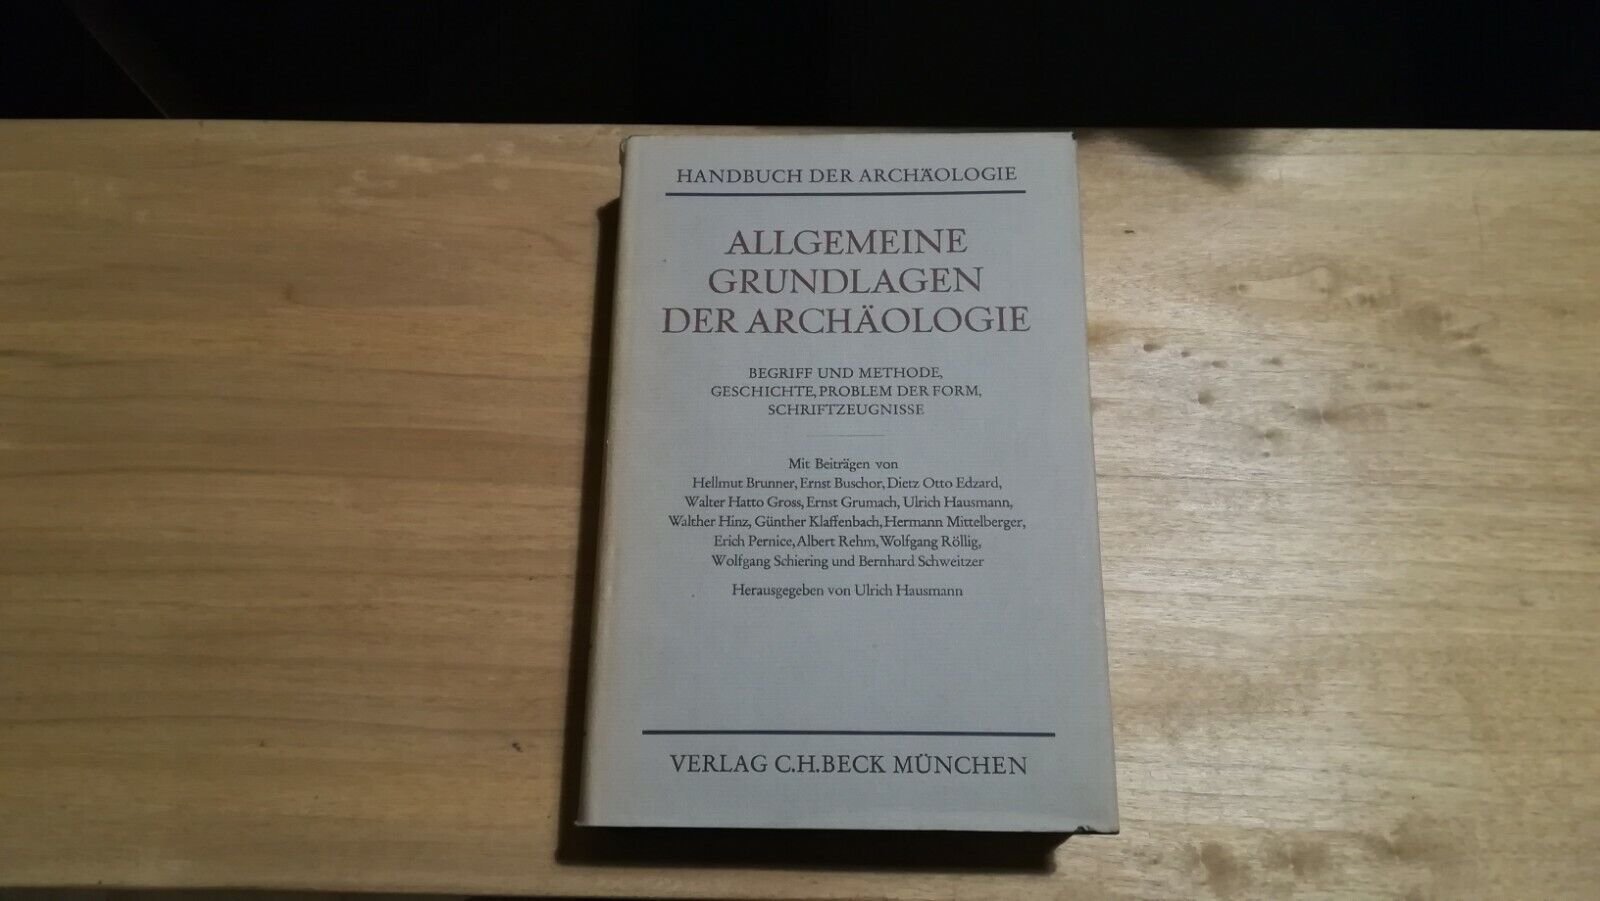 HANDBUCH DER ARCHÄOLOGIE
ALLGEMEINE
GRUNDLAGEN
DER ARCHÄOLOGIE
BEGRIFF UND METHODE,
GESCHICHTE, PROBLEM DER FORM,
SCHRIFTZEUGNISSE
Mit Beiträgen von
Hellmut Brunner, Ernst Buschor, Dietz Otto Edzard,
Walter Hatto Gross, Ernst Grumach, Ulrich Hausmann,
Walther Hinz, Günther Klaffenbach, Hermann Mittelberger,
Erich Pernice, Albert Rehm, Wolfgang Röllig,
Wolfgang Schiering und Bernhard Schweitzer
Herausgegeben von Ulrich Hausmann
VERLAG C.H.BECK MÜNCHEN